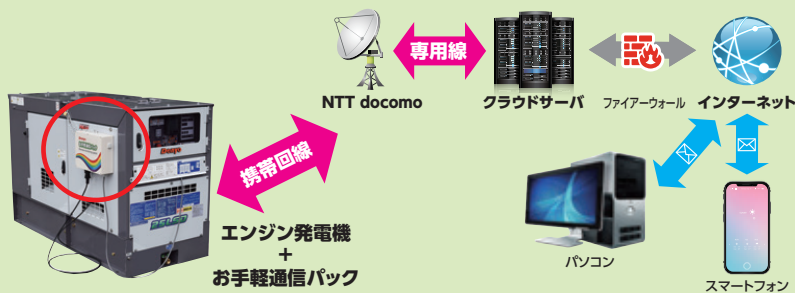 NTT docomo
専用線
クラウドサーバ
ファイアーウォール
インターネット
携帯回線
エンジン発電機
+
お手軽通信パック
パソコン
スマートフォン